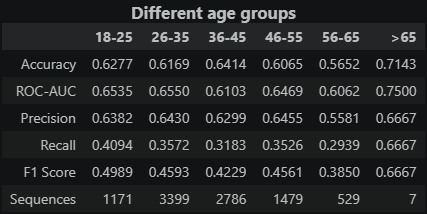 Different age groups
18-25 26-35 36-45 46-55 56-65 >65
Accuracy 0.6277 0.6169 0.6414 0.6065 0.5652 0.7143
ROC-AUC 0.6535 0.6550 0.6103 0.6469 0.6062 0.7500
Precision 0.6382 0.6430 0.6299 0.6455 0.5581 0.6667
Recall 0.4094 0.3572 0.3183 0.3526 0.2939 0.6667
F1 Score 0.4989 0.4593 0.4229 0.4561 0.3850 0.6667
Sequences 1171 3399 2786 1479 529 7